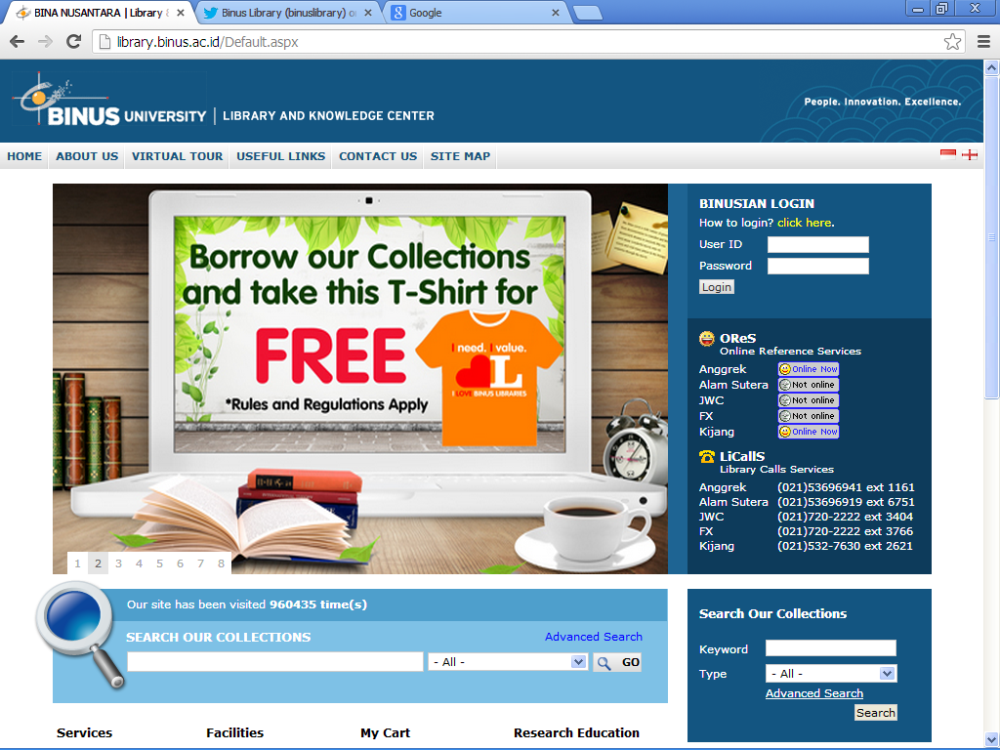 BINA NUSANTARA | Library &
Binus Library (binuslibrary) o
Google
library.binus.ac.id/Default.aspx
BINUS UNIVERSITY | LIBRARY AND KNOWLEDGE CENTER
People. Innovation. Excellence.
HOME ABOUT US VIRTUAL TOUR USEFUL LINKS CONTACT US SITE MAP
Borrow our Collections
and take this T-Shirt for
FREE
I need. I value.
L
I LOVE BINUS LIBRARIES
*Rules and Regulations Apply
1 2 3 4 5 6 7 8
BINUSIAN LOGIN
How to login? click here.
User ID
Password
Login
OReS
Online Reference Services
Anggrek Online Now
Alam Sutera Not online
JWC Not online
FX Not online
Kijang Online Now
LiCallS
Library Calls Services
Anggrek (021)53696941 ext 1161
Alam Sutera (021)53696919 ext 6751
JWC (021)720-2222 ext 3404
FX (021)720-2222 ext 3766
Kijang (021)532-7630 ext 2621
Our site has been visited 960435 time(s)
SEARCH OUR COLLECTIONS Advanced Search
- All - GO
Search Our Collections
Keyword
Type - All -
Advanced Search
Search
Services Facilities My Cart Research Education